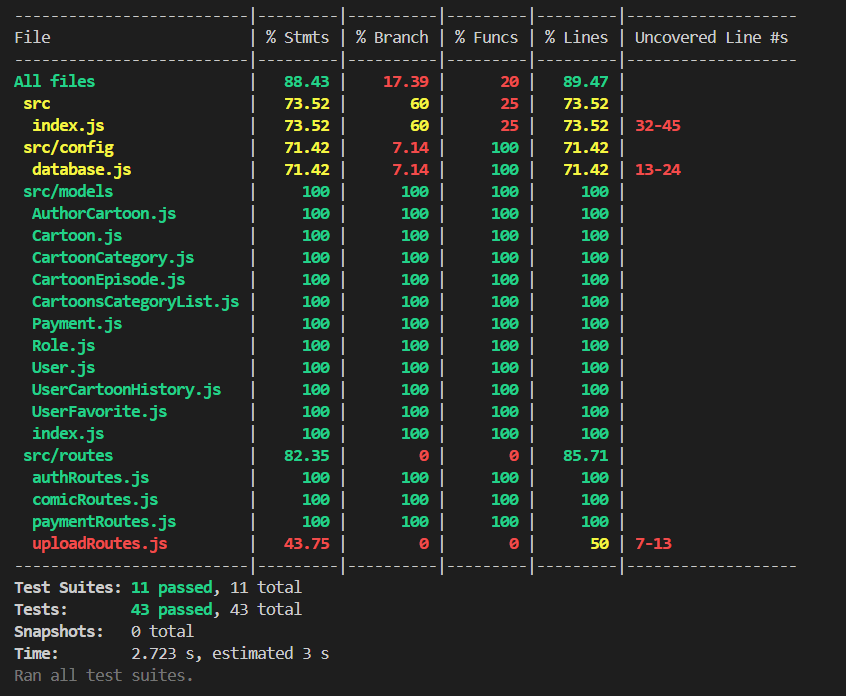 --------------------------|---------|----------|---------|---------|-------------------
File                      | % Stmts | % Branch | % Funcs | % Lines | Uncovered Line #s
--------------------------|---------|----------|---------|---------|-------------------
All files                 |   88.43 |    17.39 |      20 |   89.47 |
 src                      |   73.52 |       60 |      25 |   73.52 |
  index.js                |   73.52 |       60 |      25 |   73.52 | 32-45
 src/config               |   71.42 |     7.14 |     100 |   71.42 |
  database.js             |   71.42 |     7.14 |     100 |   71.42 | 13-24
 src/models               |     100 |      100 |     100 |     100 |
  AuthorCartoon.js        |     100 |      100 |     100 |     100 |
  Cartoon.js              |     100 |      100 |     100 |     100 |
  CartoonCategory.js      |     100 |      100 |     100 |     100 |
  CartoonEpisode.js       |     100 |      100 |     100 |     100 |
  CartoonsCategoryList.js |     100 |      100 |     100 |     100 |
  Payment.js              |     100 |      100 |     100 |     100 |
  Role.js                 |     100 |      100 |     100 |     100 |
  User.js                 |     100 |      100 |     100 |     100 |
  UserCartoonHistory.js   |     100 |      100 |     100 |     100 |
  UserFavorite.js         |     100 |      100 |     100 |     100 |
  index.js                |     100 |      100 |     100 |     100 |
 src/routes               |   82.35 |        0 |       0 |   85.71 |
  authRoutes.js           |     100 |      100 |     100 |     100 |
  comicRoutes.js          |     100 |      100 |     100 |     100 |
  paymentRoutes.js        |     100 |      100 |     100 |     100 |
  uploadRoutes.js         |   43.75 |        0 |       0 |      50 | 7-13
--------------------------|---------|----------|---------|---------|-------------------
Test Suites: 11 passed, 11 total
Tests:       43 passed, 43 total
Snapshots:   0 total
Time:        2.723 s, estimated 3 s
Ran all test suites.